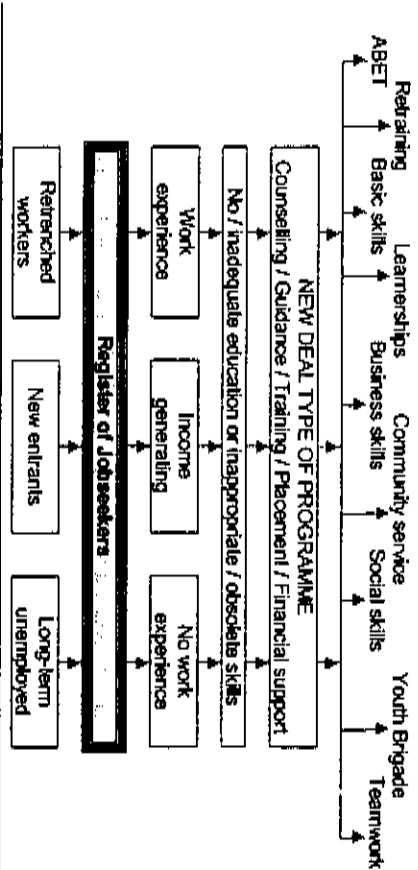 Retraining Learnerships Community service Youth Brigade
ABET Basic skills Business skills Social skills Teamwork
NEW DEAL TYPE OF PROGRAMME
Counselling / Guidance / Training / Placement / Financial support
No / inadequate education or inappropriate / obsolete skills
Work experience
Income generating
No work experience
Register of Jobseekers
Retrenched workers
New entrants
Long-term unemployed